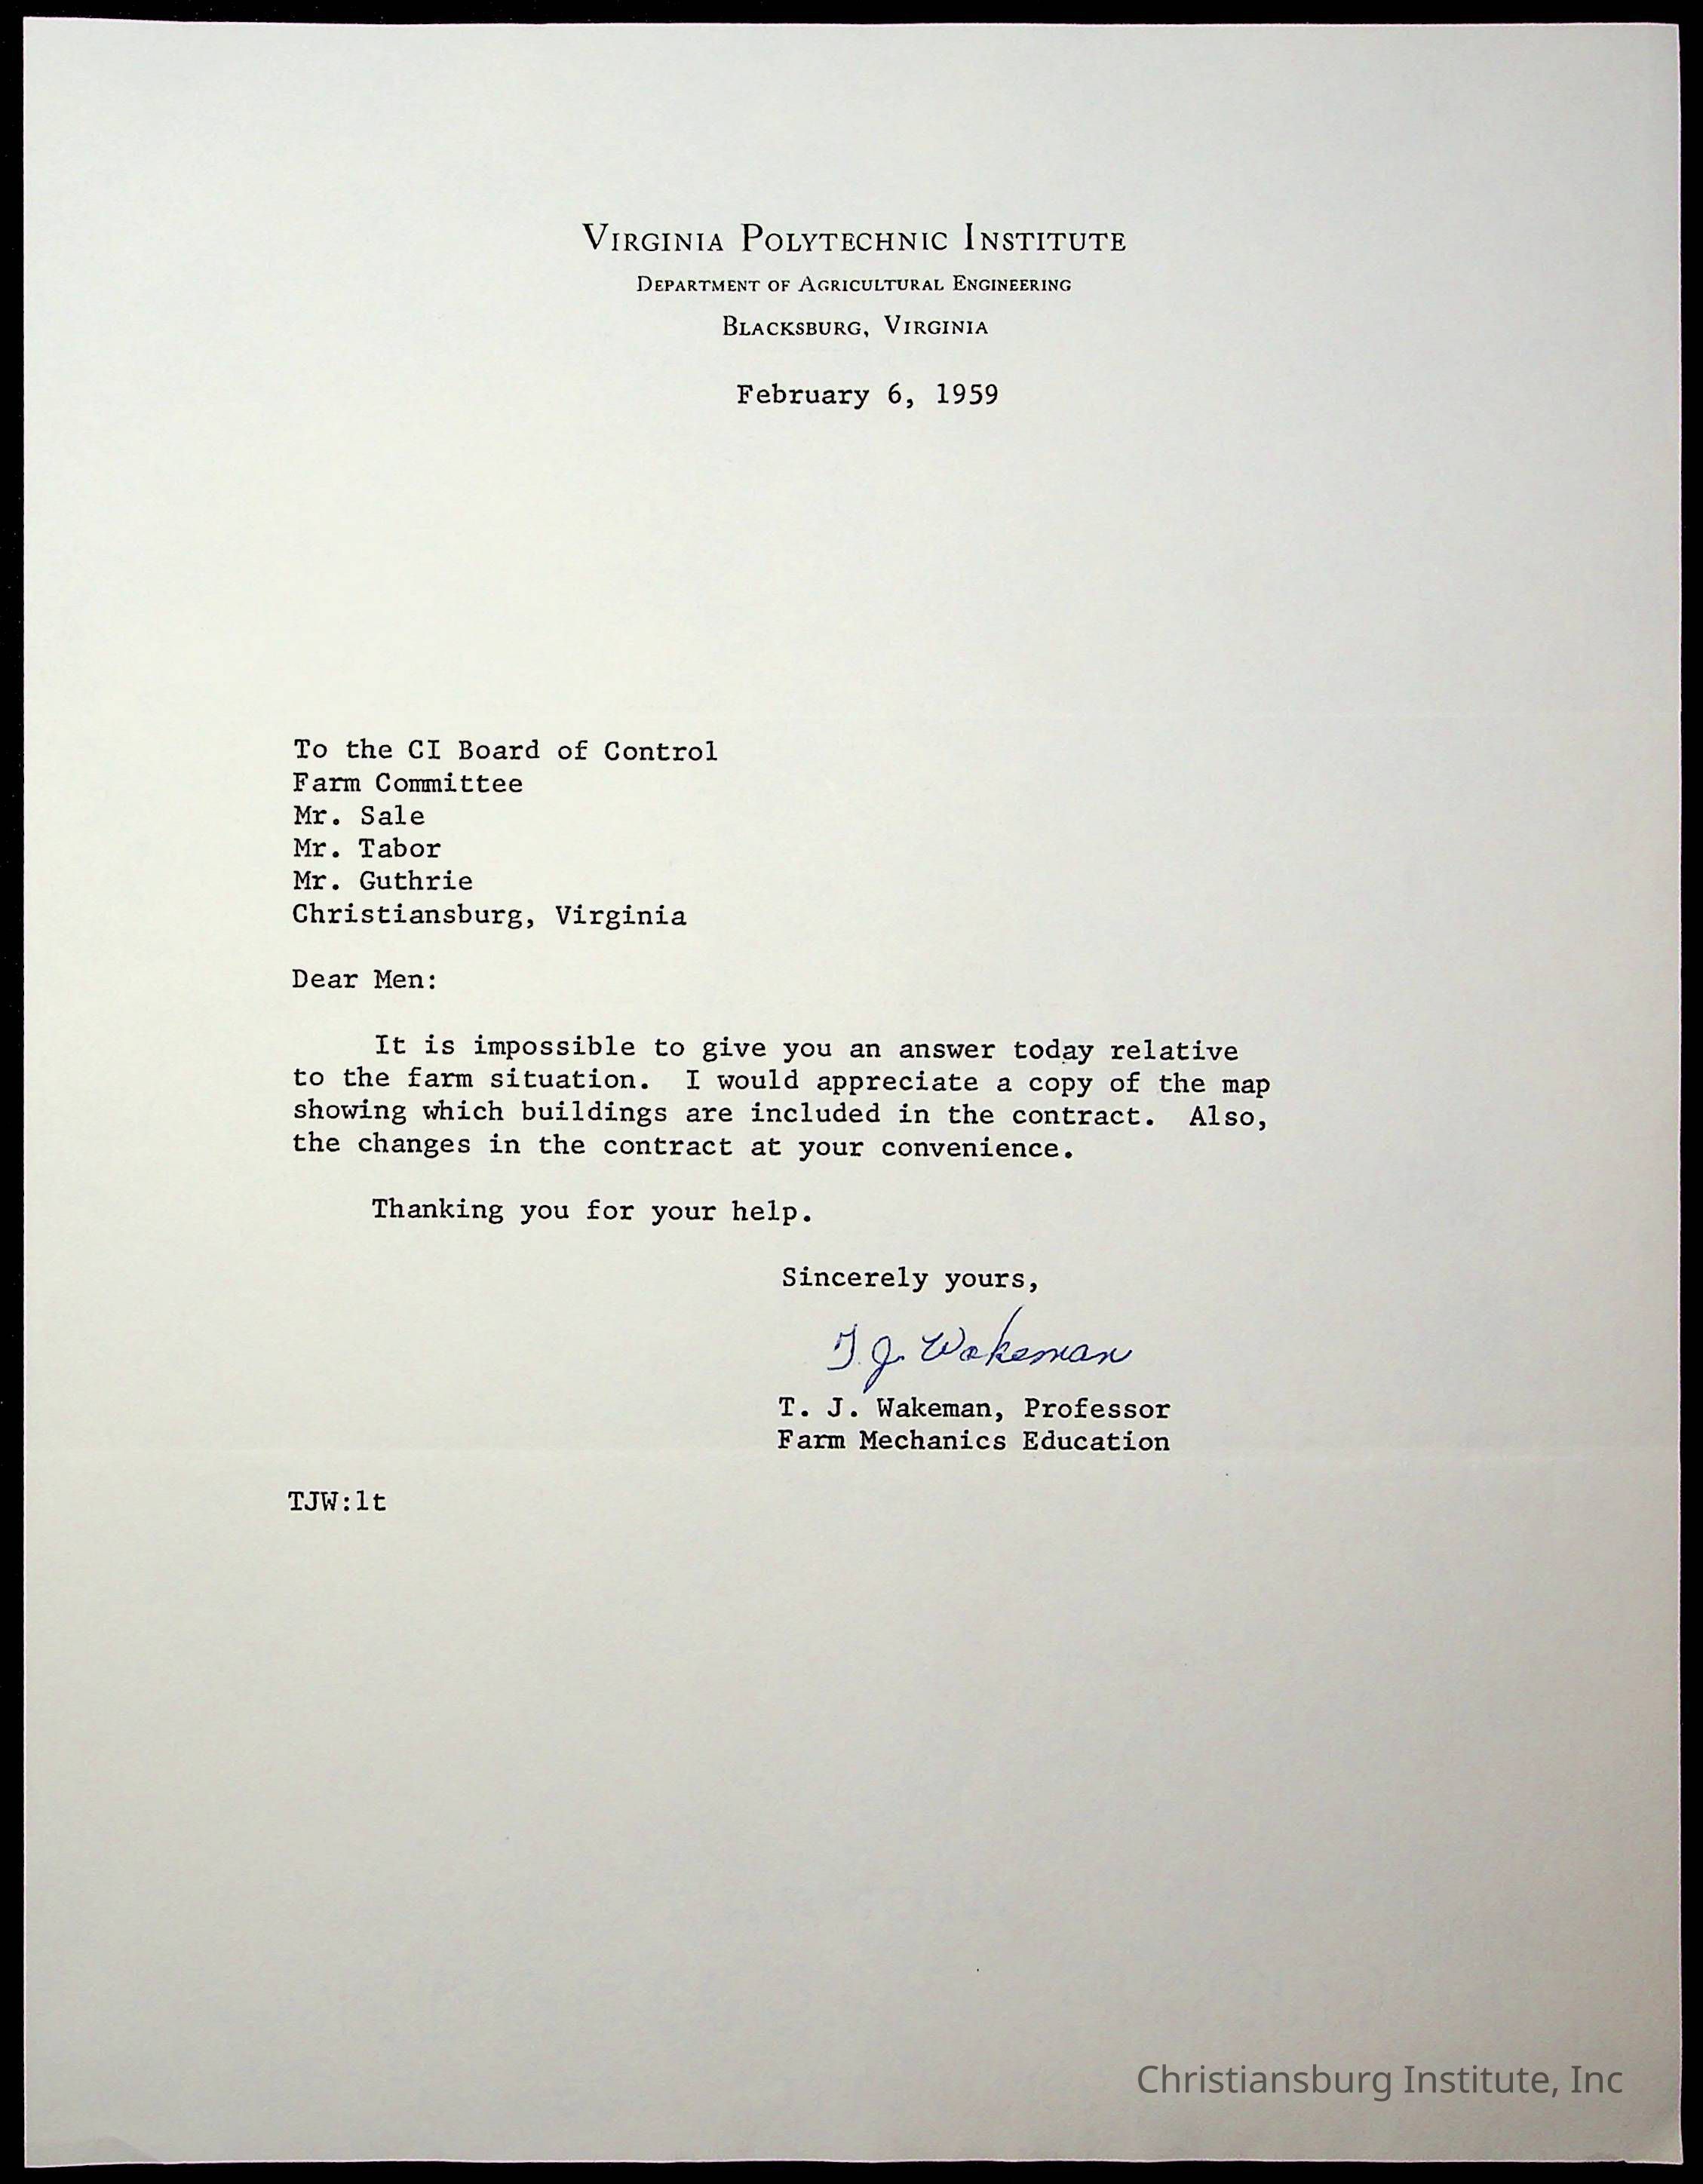 Virginia Polytechnic Institute
Department of Agricultural Engineering
Blacksburg, Virginia
February 6, 1959
To the CI Board of Control
Farm Committee
Mr. Sale
Mr. Tabor
Mr. Guthrie
Christiansburg, Virginia
Dear Men:
It is impossible to give you an answer today relative
to the farm situation. I would appreciate a copy of the map
showing which buildings are included in the contract. Also,
the changes in the contract at your convenience.
Thanking you for your help.
Sincerely yours,
T. J. Wakeman
T. J. Wakeman, Professor
Farm Mechanics Education
TJW:lt
Christiansburg Institute, Inc